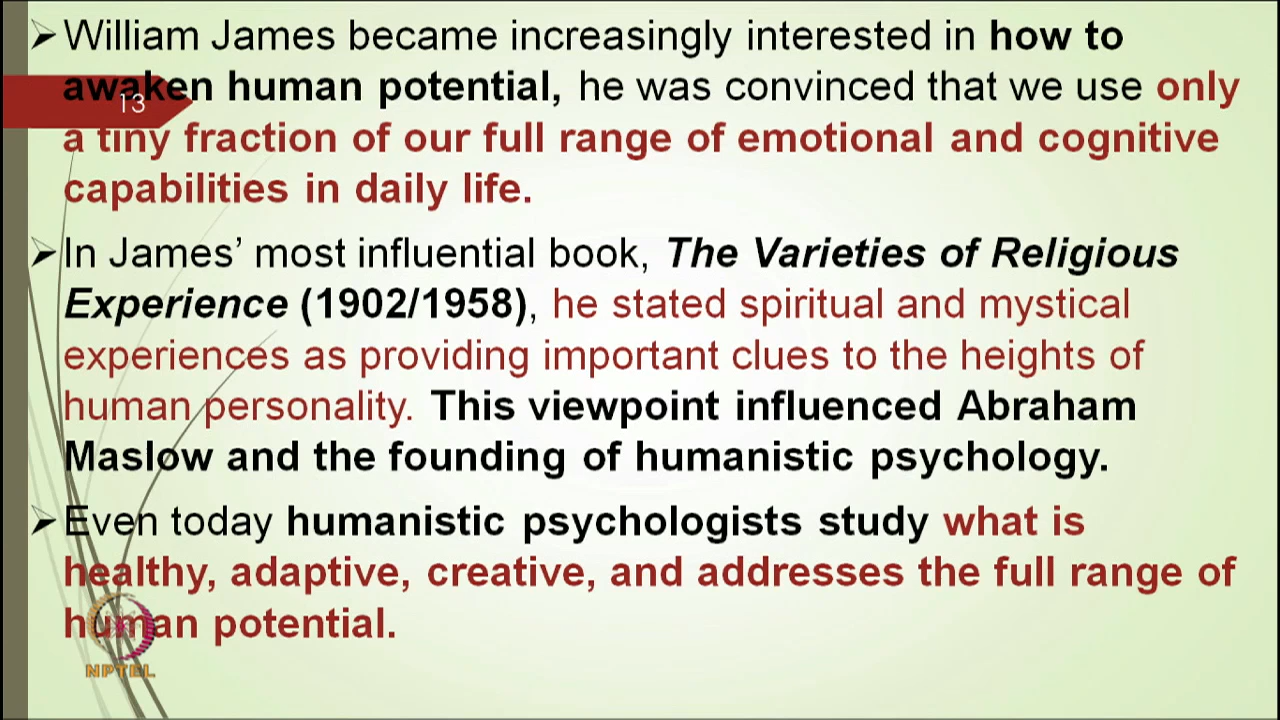 ➢William James became increasingly interested in how to
awaken human potential, he was convinced that we use only
13
a tiny fraction of our full range of emotional and cognitive
capabilities in daily life.
➢In James’ most influential book, The Varieties of Religious
Experience (1902/1958), he stated spiritual and mystical
experiences as providing important clues to the heights of
human personality. This viewpoint influenced Abraham
Maslow and the founding of humanistic psychology.
➢Even today humanistic psychologists study what is
healthy, adaptive, creative, and addresses the full range of
human potential.
NPTEL